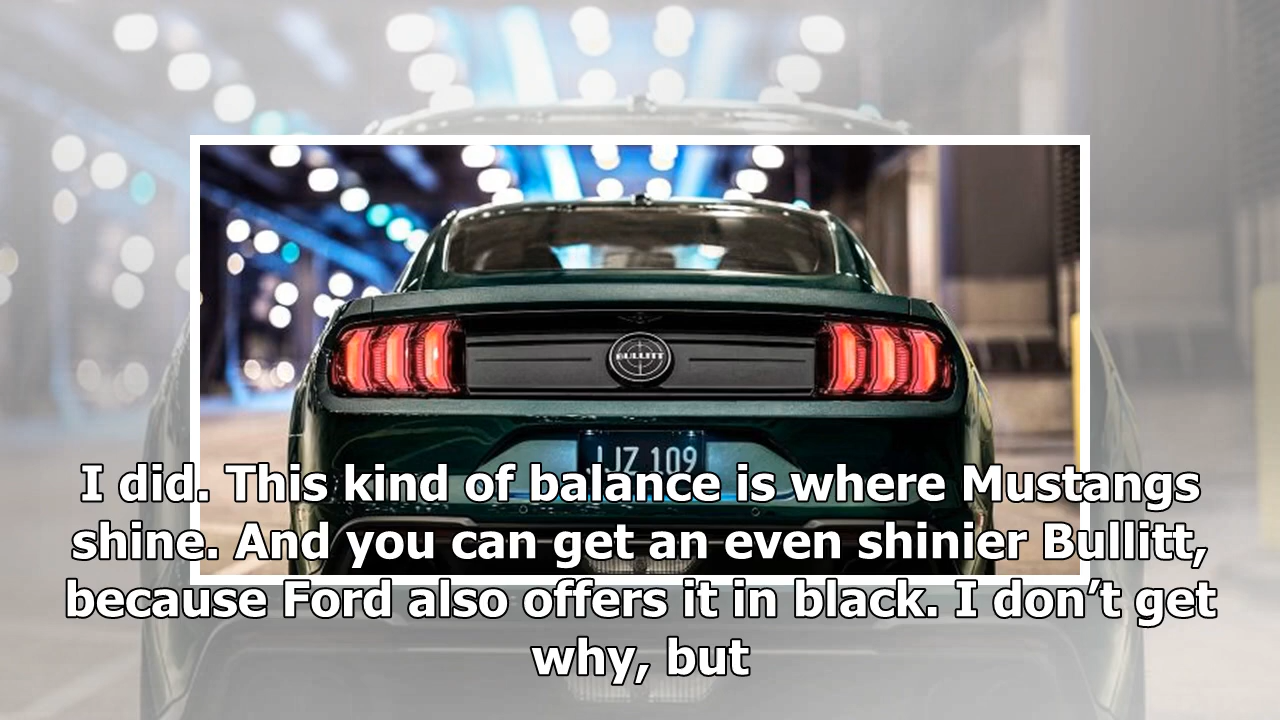 BULLITT
JJZ 109
I did. This kind of balance is where Mustangs
shine. And you can get an even shinier Bullitt,
because Ford also offers it in black. I don’t get
why, but